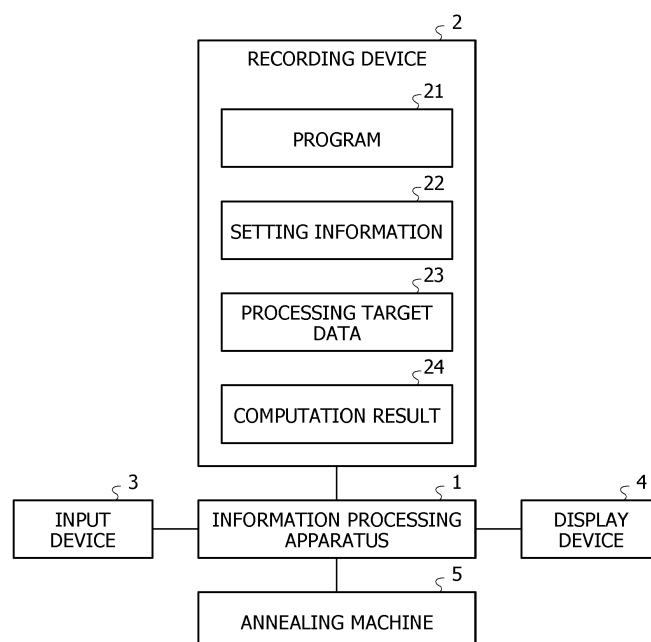 2
RECORDING DEVICE
21
PROGRAM
22
SETTING INFORMATION
23
PROCESSING TARGET
DATA
24
COMPUTATION RESULT
3
INPUT
DEVICE
1
INFORMATION PROCESSING
APPARATUS
4
DISPLAY
DEVICE
5
ANNEALING MACHINE